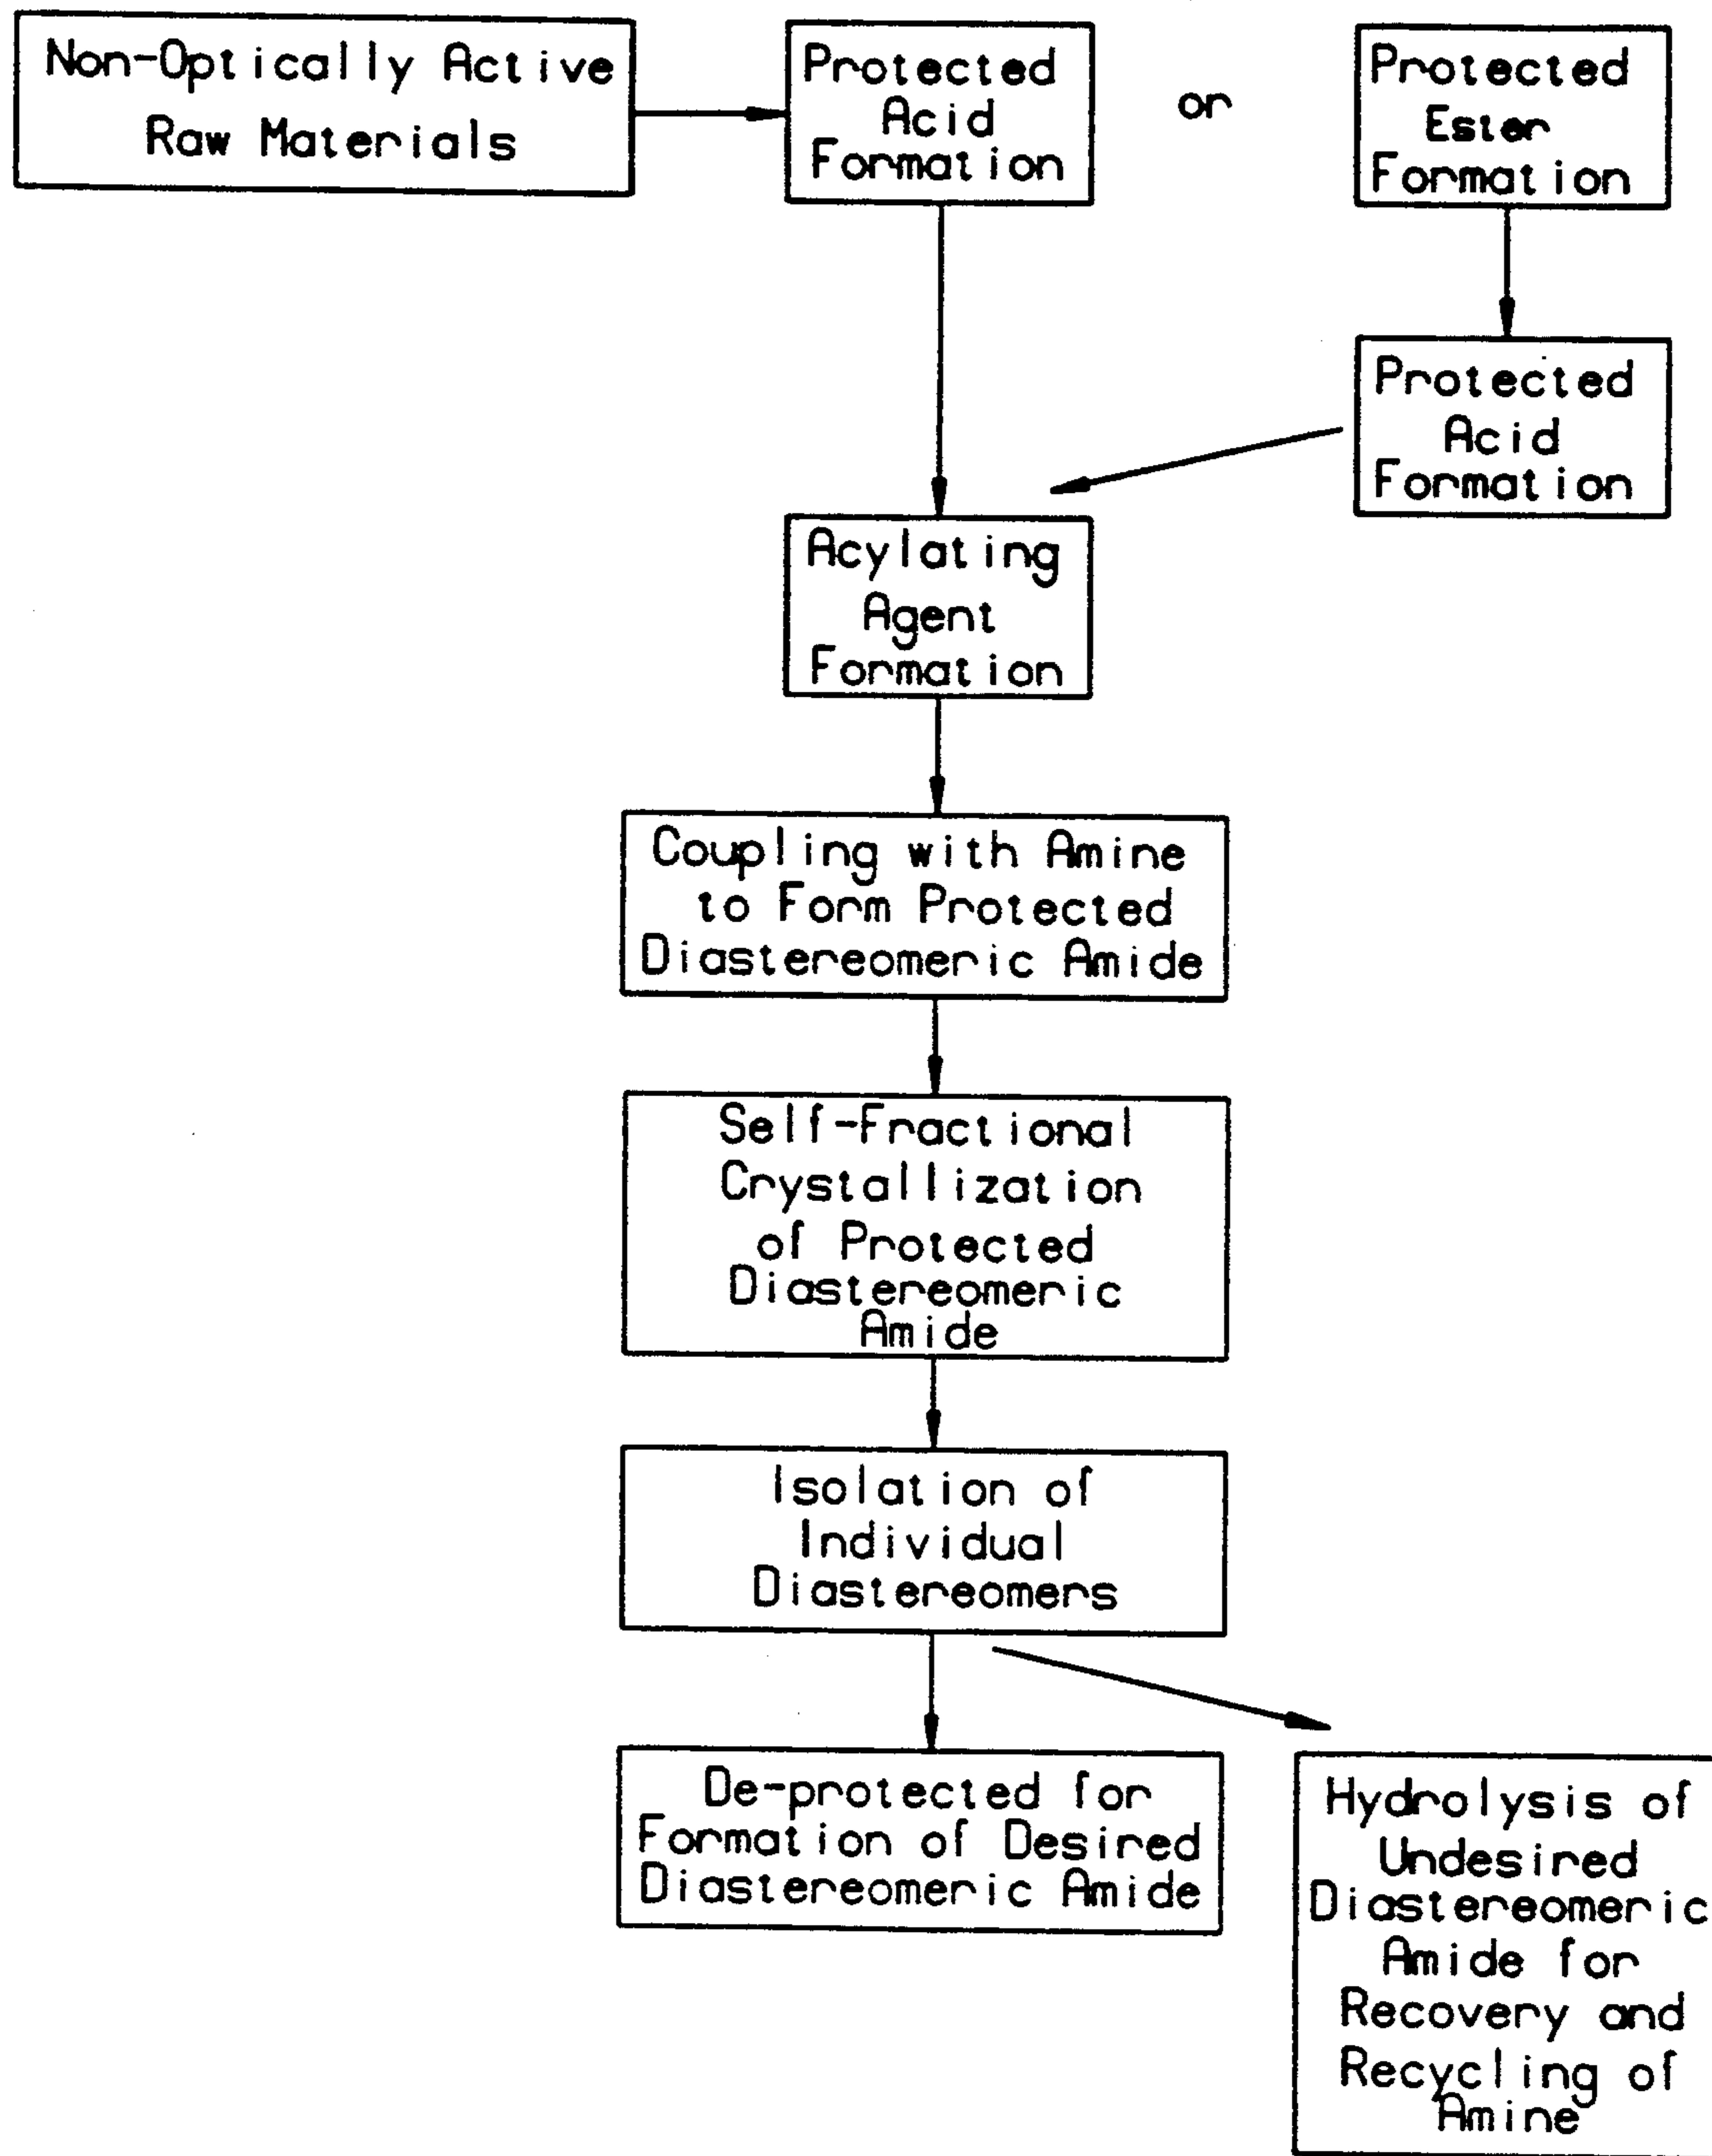 Non-Optically Active
Raw Materials
Protected
Acid
Formation
or
Protected
Ester
Formation
Protected
Acid
Formation
Acylating
Agent
Formation
Coupling with Amine
to Form Protected
Diastereomeric Amide
Self-Fractional
Crystallization
of Protected
Diastereomeric
Amide
Isolation of
Individual
Diastereomers
De-protected for
Formation of Desired
Diastereomeric Amide
Hydrolysis of
Undesired
Diastereomeric
Amide for
Recovery and
Recycling of
Amine